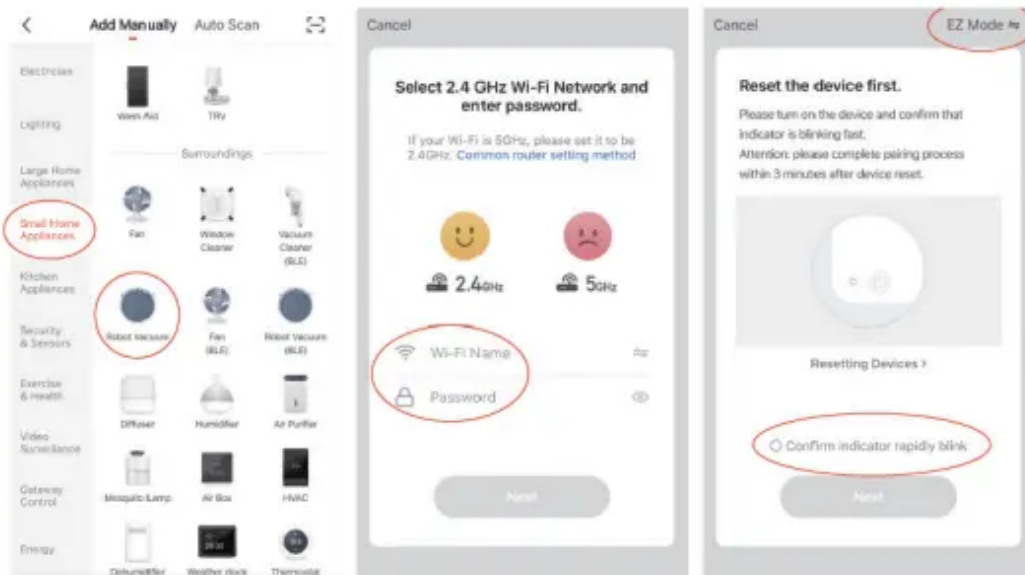 Add Manually Auto Scan
Electrician
Lighting
Large Home
Appliances
Small Home
Appliances
Kitchen
Appliances
Security
& Sensors
Exercise
& Health
Video
Surveillance
Gateway
Control
Energy
TRV
Surroundings
Fan
Window
Cleaner
Vacuum
Cleaner
(BLE)
Robot Vacuum
Fan
(BLE)
Robot Vacuum
(BLE)
Diffuser
Humidifier
Air Purifier
Mosquito Lamp
Air Box
HVAC
Dehumidifier
Weather clock
Thermostat
Cancel
Select 2.4 GHz Wi-Fi Network and
enter password.
If your Wi-Fi is 5GHz, please set it to be
2.4GHz. Common router setting method
2.4GHz
5GHz
Wi-Fi Name
Password
Next
Cancel
EZ Mode
Reset the device first.
Please turn on the device and confirm that
indicator is blinking fast.
Attention: please complete pairing process
within 3 minutes after device reset.
Resetting Devices >
Confirm indicator rapidly blink
Next